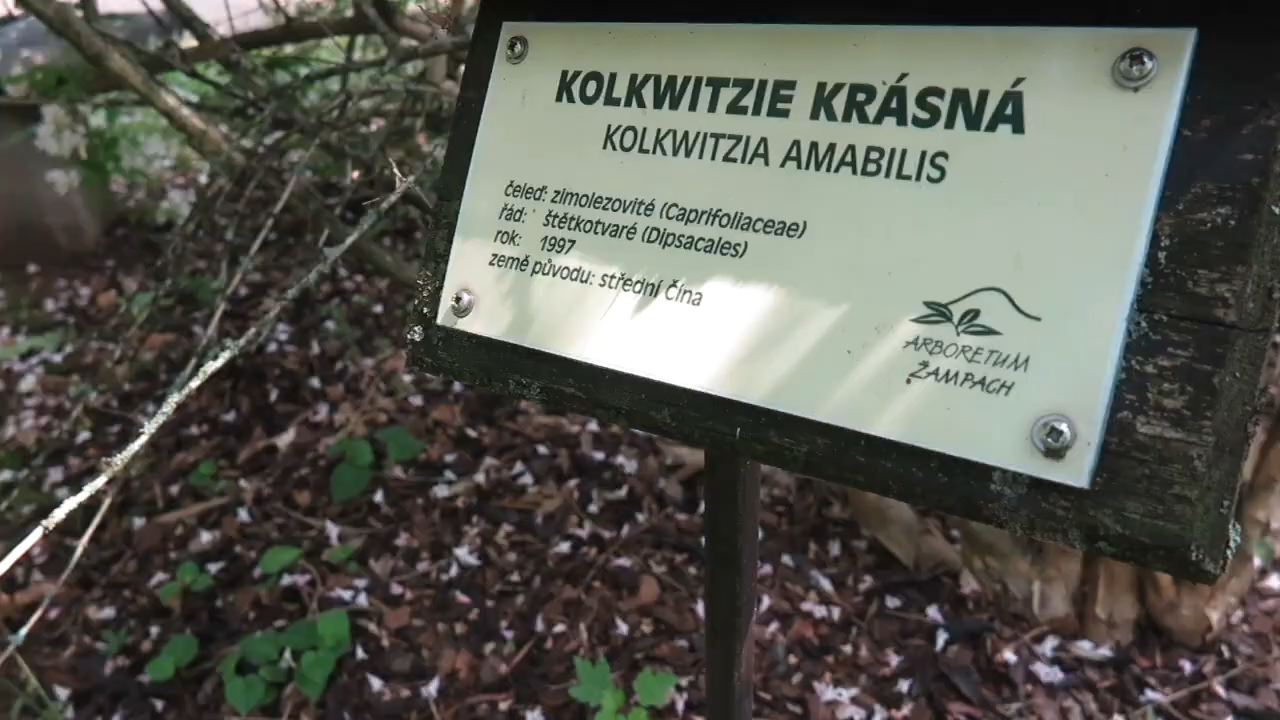 KOLKWITZIE KRÁSNÁ
KOLKWITZIA AMABILIS
čeleď: zimolezovité (Caprifoliaceae)
řád: štětkotvaré (Dipsacales)
rok: 1997
země původu: střední Čína
ARBORETUM
ŽAMPACH